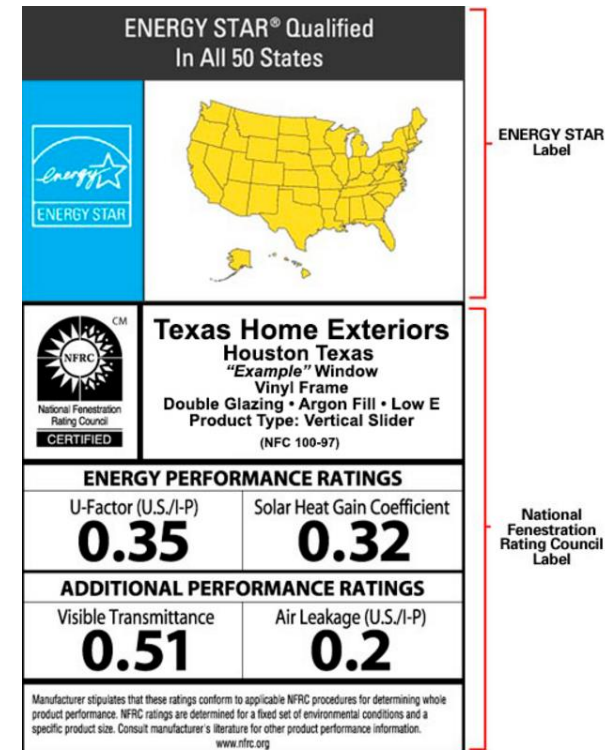 ENERGY STAR® Qualified
In All 50 States
energy
ENERGY STAR
ENERGY STAR
Label
CM
NFRC
National Fenestration
Rating Council
CERTIFIED
Texas Home Exteriors
Houston Texas
“Example” Window
Vinyl Frame
Double Glazing • Argon Fill • Low E
Product Type: Vertical Slider
(NFC 100-97)
ENERGY PERFORMANCE RATINGS
U-Factor (U.S./I-P)
0.35
Solar Heat Gain Coefficient
0.32
National
Fenestration
Rating Council
Label
ADDITIONAL PERFORMANCE RATINGS
Visible Transmittance
0.51
Air Leakage (U.S./I-P)
0.2
Manufacturer stipulates that these ratings conform to applicable NFRC procedures for determining whole
product performance. NFRC ratings are determined for a fixed set of environmental conditions and a
specific product size. Consult manufacturer's literature for other product performance information.
www.nfrc.org